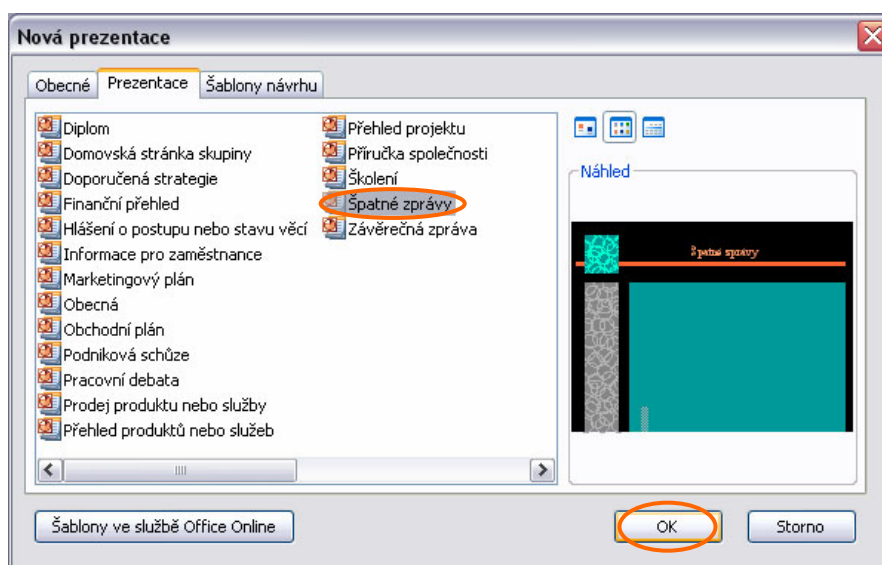 Nová prezentace
Obecné Prezentace Šablony návrhu
Diplom
Domovská stránka skupiny
Doporučená strategie
Finanční přehled
Hlášení o postupu nebo stavu věcí
Informace pro zaměstnance
Marketingový plán
Obecná
Obchodní plán
Podniková schůze
Pracovní debata
Prodej produktu nebo služby
Přehled produktů nebo služeb
Přehled projektu
Příručka společnosti
Školení
Špatné zprávy
Závěrečná zpráva
Náhled
Špatné zprávy
Šablony ve službě Office Online
OK
Storno